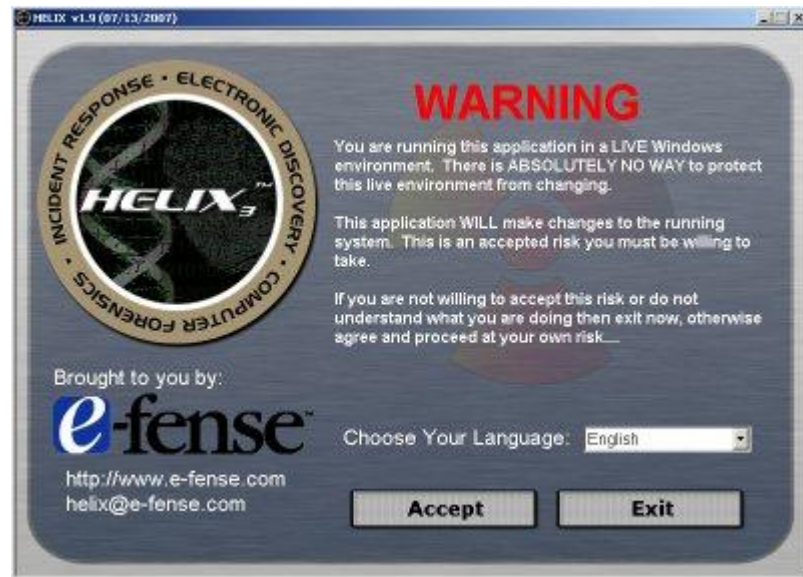 HELIX v1.9 (07/13/2007)
INCIDENT RESPONSE • ELECTRONIC DISCOVERY • COMPUTER FORENSICS •
HELIX3™
WARNING
You are running this application in a LIVE Windows
environment. There is ABSOLUTELY NO WAY to protect
this live environment from changing.
This application WILL make changes to the running
system. This is an accepted risk you must be willing to
take.
If you are not willing to accept this risk or do not
understand what you are doing then exit now, otherwise
agree and proceed at your own risk....
Brought to you by:
e-fense™
http://www.e-fense.com
helix@e-fense.com
Choose Your Language: English
Accept Exit